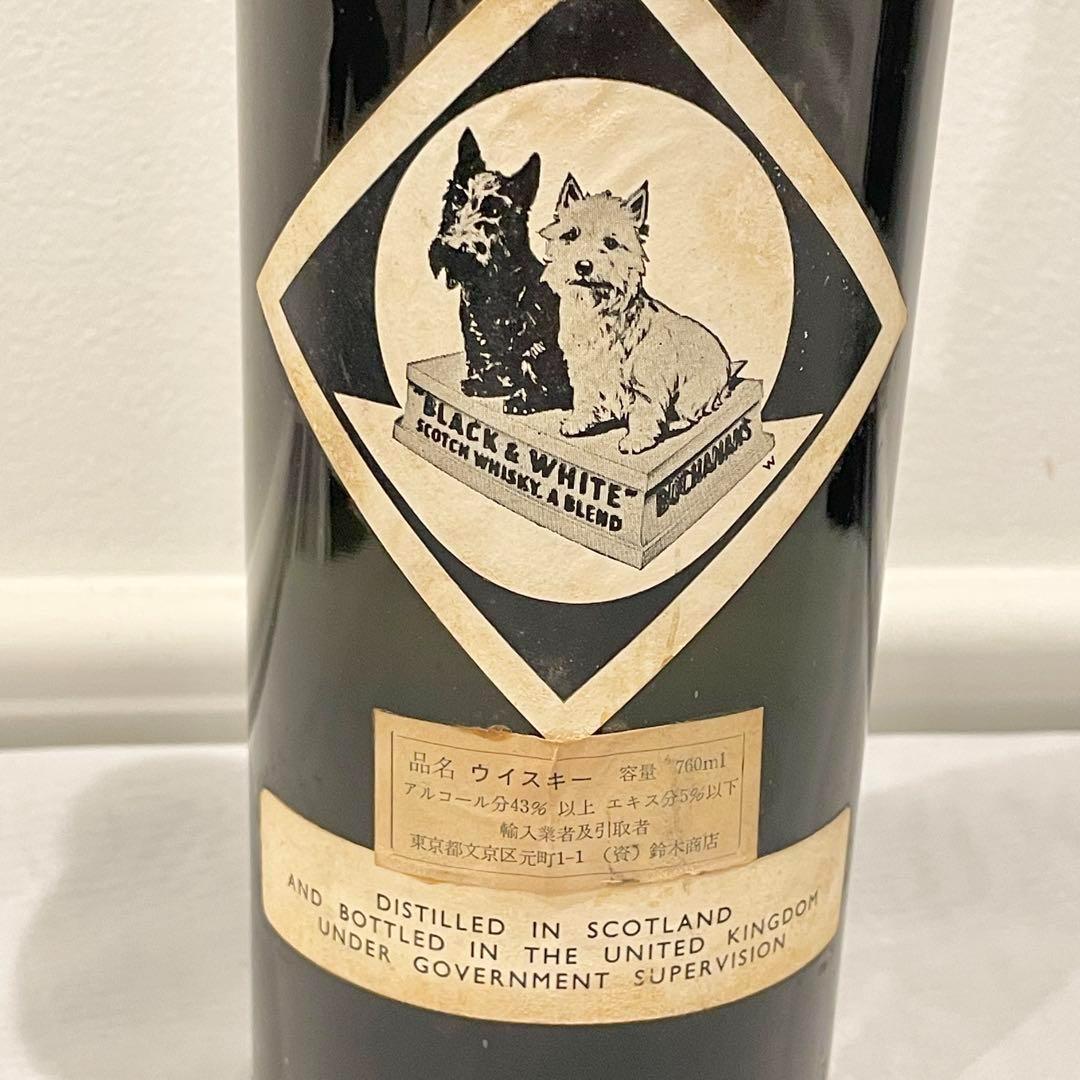 "BLACK & WHITE"
SCOTCH WHISKY. A BLEND
"BUCHANAN'S"
W
品名 ウイスキー 容量 760ml
アルコール分43% 以上 エキス分5%以下
輸入業者及引取者
東京都文京区元町1-1 (資) 鈴木商店
DISTILLED IN SCOTLAND
AND BOTTLED IN THE UNITED KINGDOM
UNDER GOVERNMENT SUPERVISION